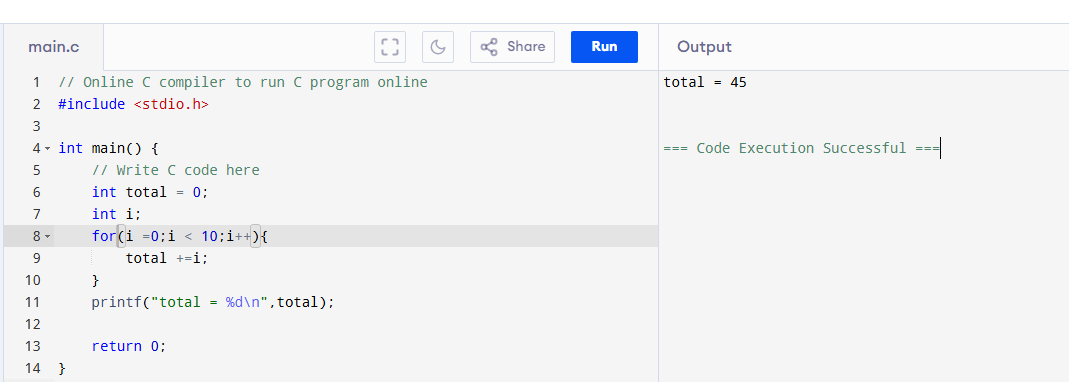 main.c
Share
Run
Output
1 // Online C compiler to run C program online
2 #include <stdio.h>
3
4 int main() {
5     // Write C code here
6     int total = 0;
7     int i;
8     for(i =0;i < 10;i++){
9         total +=i;
10     }
11     printf("total = %d\n",total);
12
13     return 0;
14 }
total = 45
=== Code Execution Successful ===